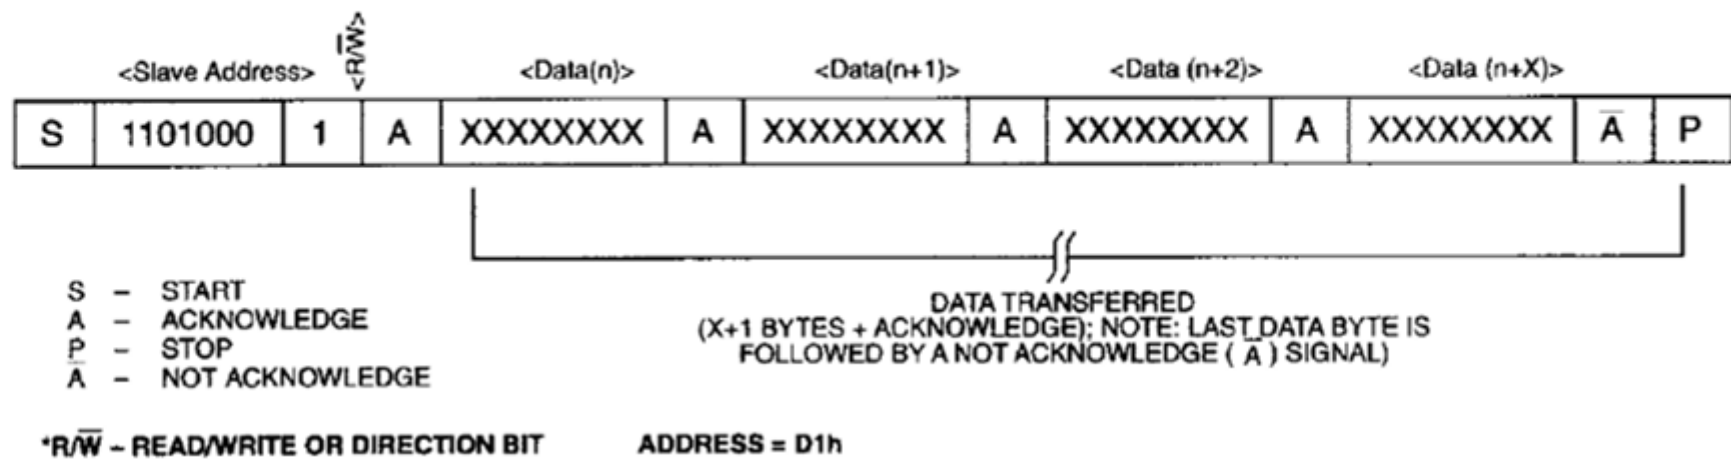 <R/W̅>
<Slave Address> <Data(n)> <Data(n+1)> <Data (n+2)> <Data (n+X)>
S 1101000 1 A XXXXXXXX A XXXXXXXX A XXXXXXXX A XXXXXXXX A̅ P
S – START
A – ACKNOWLEDGE
P – STOP
A̅ – NOT ACKNOWLEDGE
DATA TRANSFERRED
(X+1 BYTES + ACKNOWLEDGE); NOTE: LAST DATA BYTE IS
FOLLOWED BY A NOT ACKNOWLEDGE ( A̅ ) SIGNAL)
*R/W̅ – READ/WRITE OR DIRECTION BIT ADDRESS = D1h